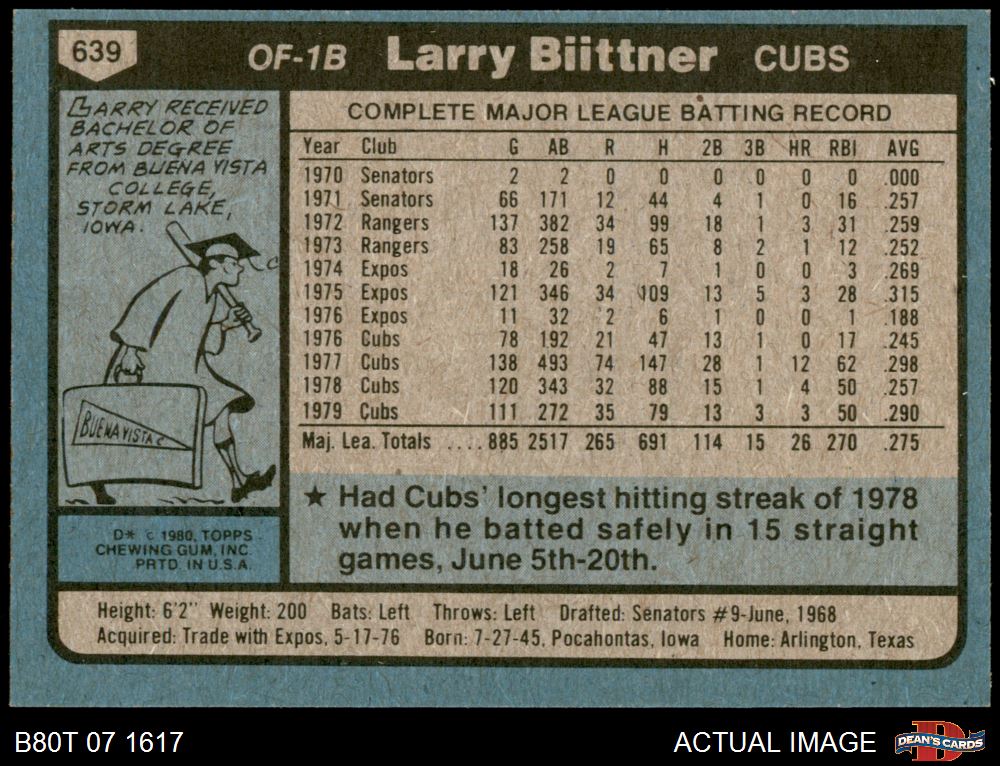 639 OF-1B Larry Biittner CUBS
LARRY RECEIVED
BACHELOR OF
ARTS DEGREE
FROM BUENA VISTA
COLLEGE,
STORM LAKE,
IOWA.
BUENA VISTA C
D* © 1980, TOPPS
CHEWING GUM, INC.
PRTD. IN U.S.A.
COMPLETE MAJOR LEAGUE BATTING RECORD
Year Club G AB R H 2B 3B HR RBI AVG
1970 Senators 2 2 0 0 0 0 0 0 .000
1971 Senators 66 171 12 44 4 1 0 16 .257
1972 Rangers 137 382 34 99 18 1 3 31 .259
1973 Rangers 83 258 19 65 8 2 1 12 .252
1974 Expos 18 26 2 7 1 0 0 3 .269
1975 Expos 121 346 34 109 13 5 3 28 .315
1976 Expos 11 32 2 6 1 0 0 1 .188
1976 Cubs 78 192 21 47 13 1 0 17 .245
1977 Cubs 138 493 74 147 28 1 12 62 .298
1978 Cubs 120 343 32 88 15 1 4 50 .257
1979 Cubs 111 272 35 79 13 3 3 50 .290
Maj. Lea. Totals .... 885 2517 265 691 114 15 26 270 .275
★ Had Cubs' longest hitting streak of 1978
when he batted safely in 15 straight
games, June 5th-20th.
Height: 6'2" Weight: 200 Bats: Left Throws: Left Drafted: Senators #9-June, 1968
Acquired: Trade with Expos, 5-17-76 Born: 7-27-45, Pocahontas, Iowa Home: Arlington, Texas
B80T 07 1617 ACTUAL IMAGE DEAN'S CARDS